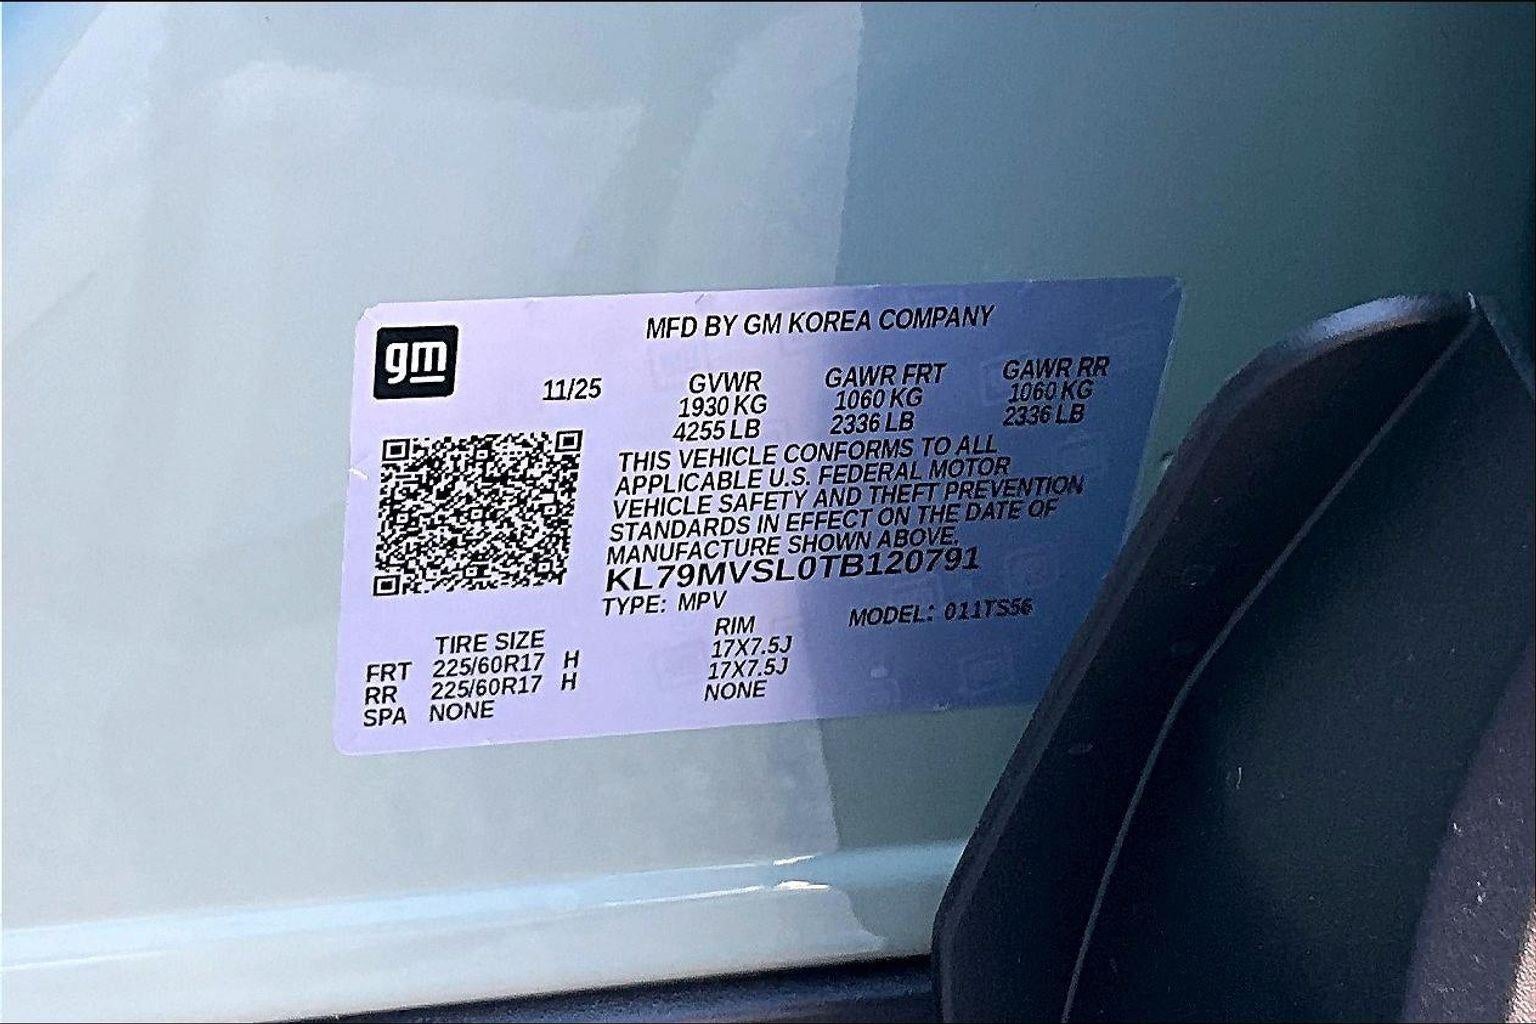 gm
MFD BY GM KOREA COMPANY
11/25 GVWR GAWR FRT GAWR RR
1930 KG 1060 KG 1060 KG
4255 LB 2336 LB 2336 LB
THIS VEHICLE CONFORMS TO ALL
APPLICABLE U.S. FEDERAL MOTOR
VEHICLE SAFETY AND THEFT PREVENTION
STANDARDS IN EFFECT ON THE DATE OF
MANUFACTURE SHOWN ABOVE.
KL79MVSL0TB120791
TYPE: MPV MODEL: 011TS56
TIRE SIZE RIM
FRT 225/60R17 H 17X7.5J
RR 225/60R17 H 17X7.5J
SPA NONE NONE